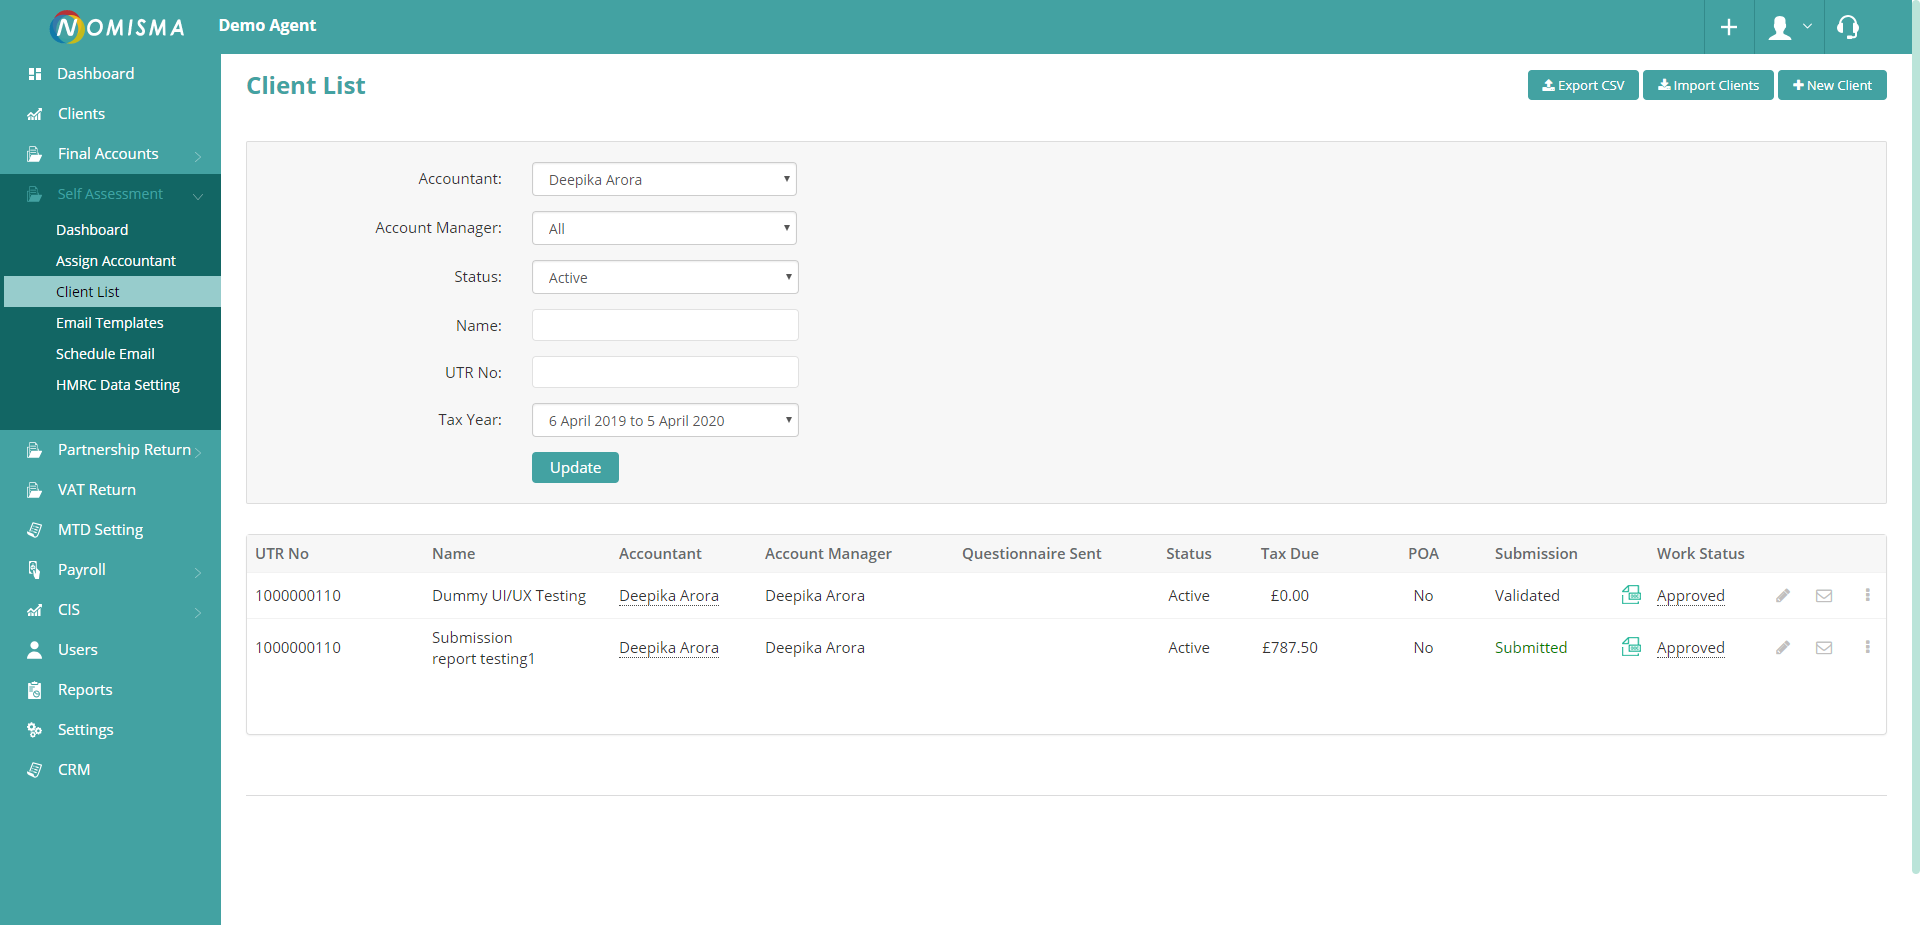 NOMISMA
Demo Agent
Dashboard
Clients
Final Accounts
Self Assessment
Dashboard
Assign Accountant
Client List
Email Templates
Schedule Email
HMRC Data Setting
Partnership Return
VAT Return
MTD Setting
Payroll
CIS
Users
Reports
Settings
CRM
Client List
Export CSV
Import Clients
New Client
Accountant: Deepika Arora
Account Manager: All
Status: Active
Name:
UTR No:
Tax Year: 6 April 2019 to 5 April 2020
Update
UTR No Name Accountant Account Manager Questionnaire Sent Status Tax Due POA Submission Work Status
1000000110 Dummy UI/UX Testing Deepika Arora Deepika Arora Active £0.00 No Validated Approved
1000000110 Submission report testing1 Deepika Arora Deepika Arora Active £787.50 No Submitted Approved